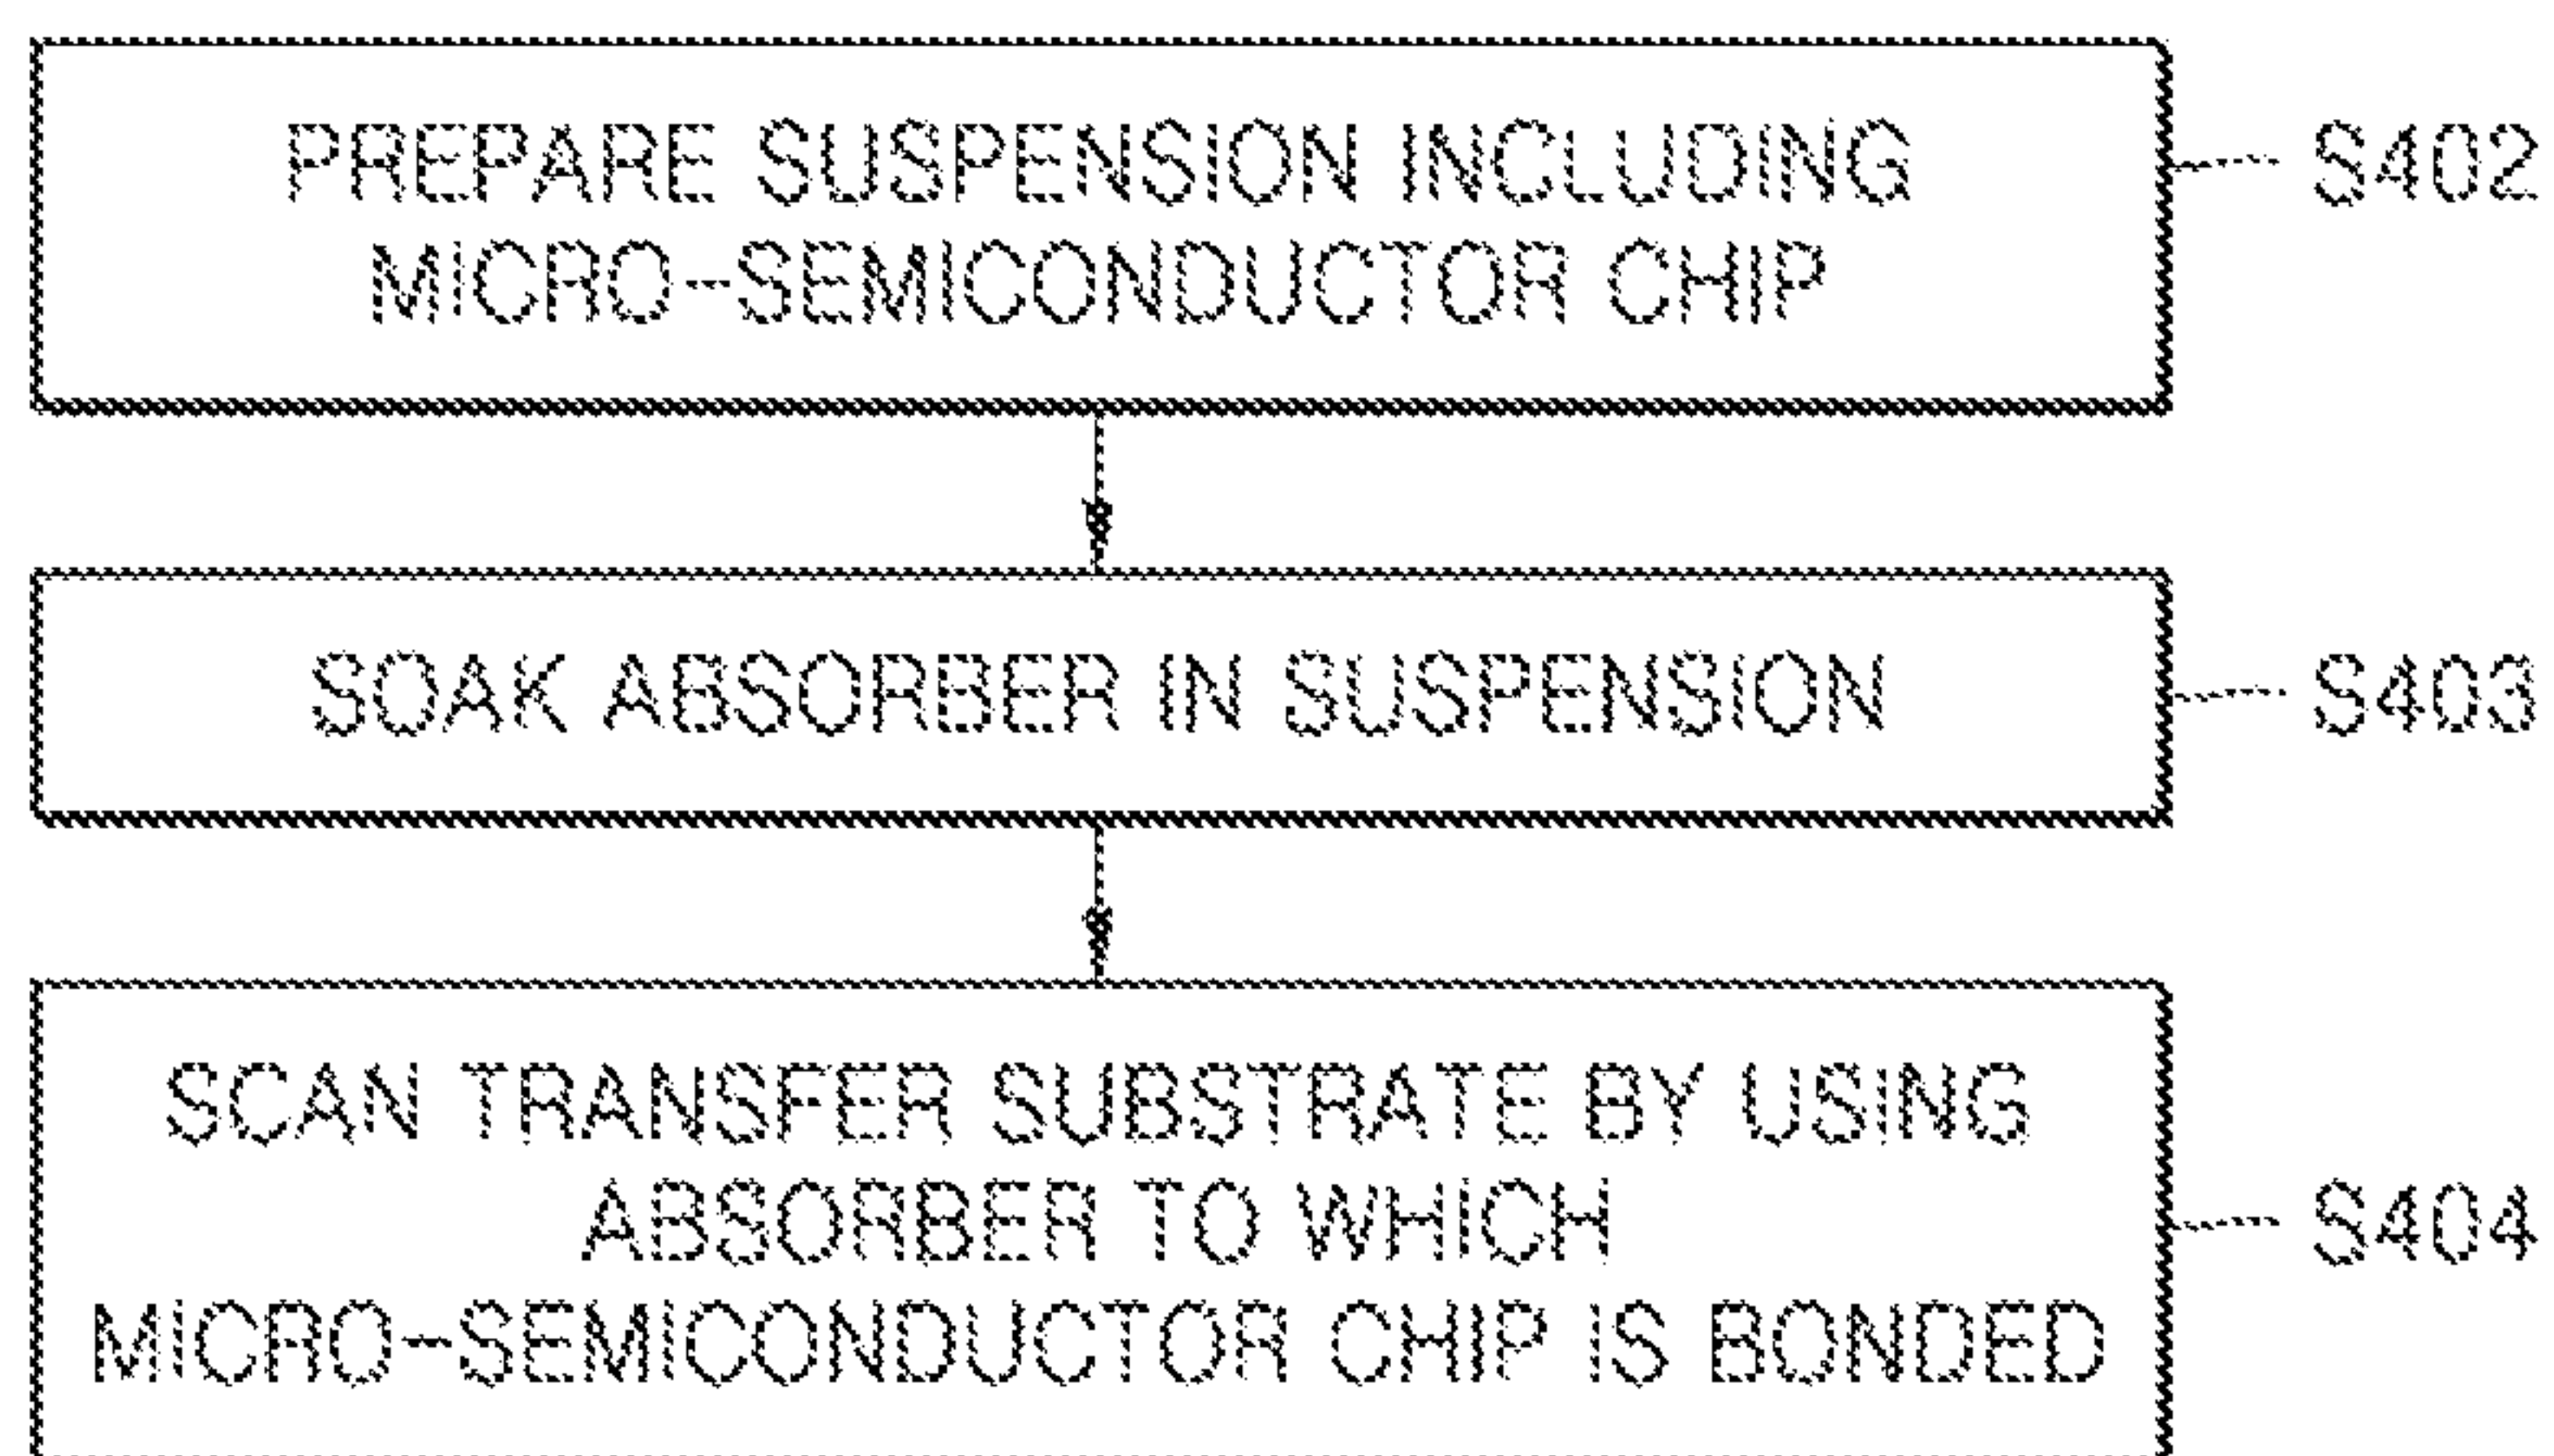 PREPARE SUSPENSION INCLUDING
MICRO-SEMICONDUCTOR CHIP
S402
SOAK ABSORBER IN SUSPENSION
S403
SCAN TRANSFER SUBSTRATE BY USING
ABSORBER TO WHICH
MICRO-SEMICONDUCTOR CHIP IS BONDED
S404